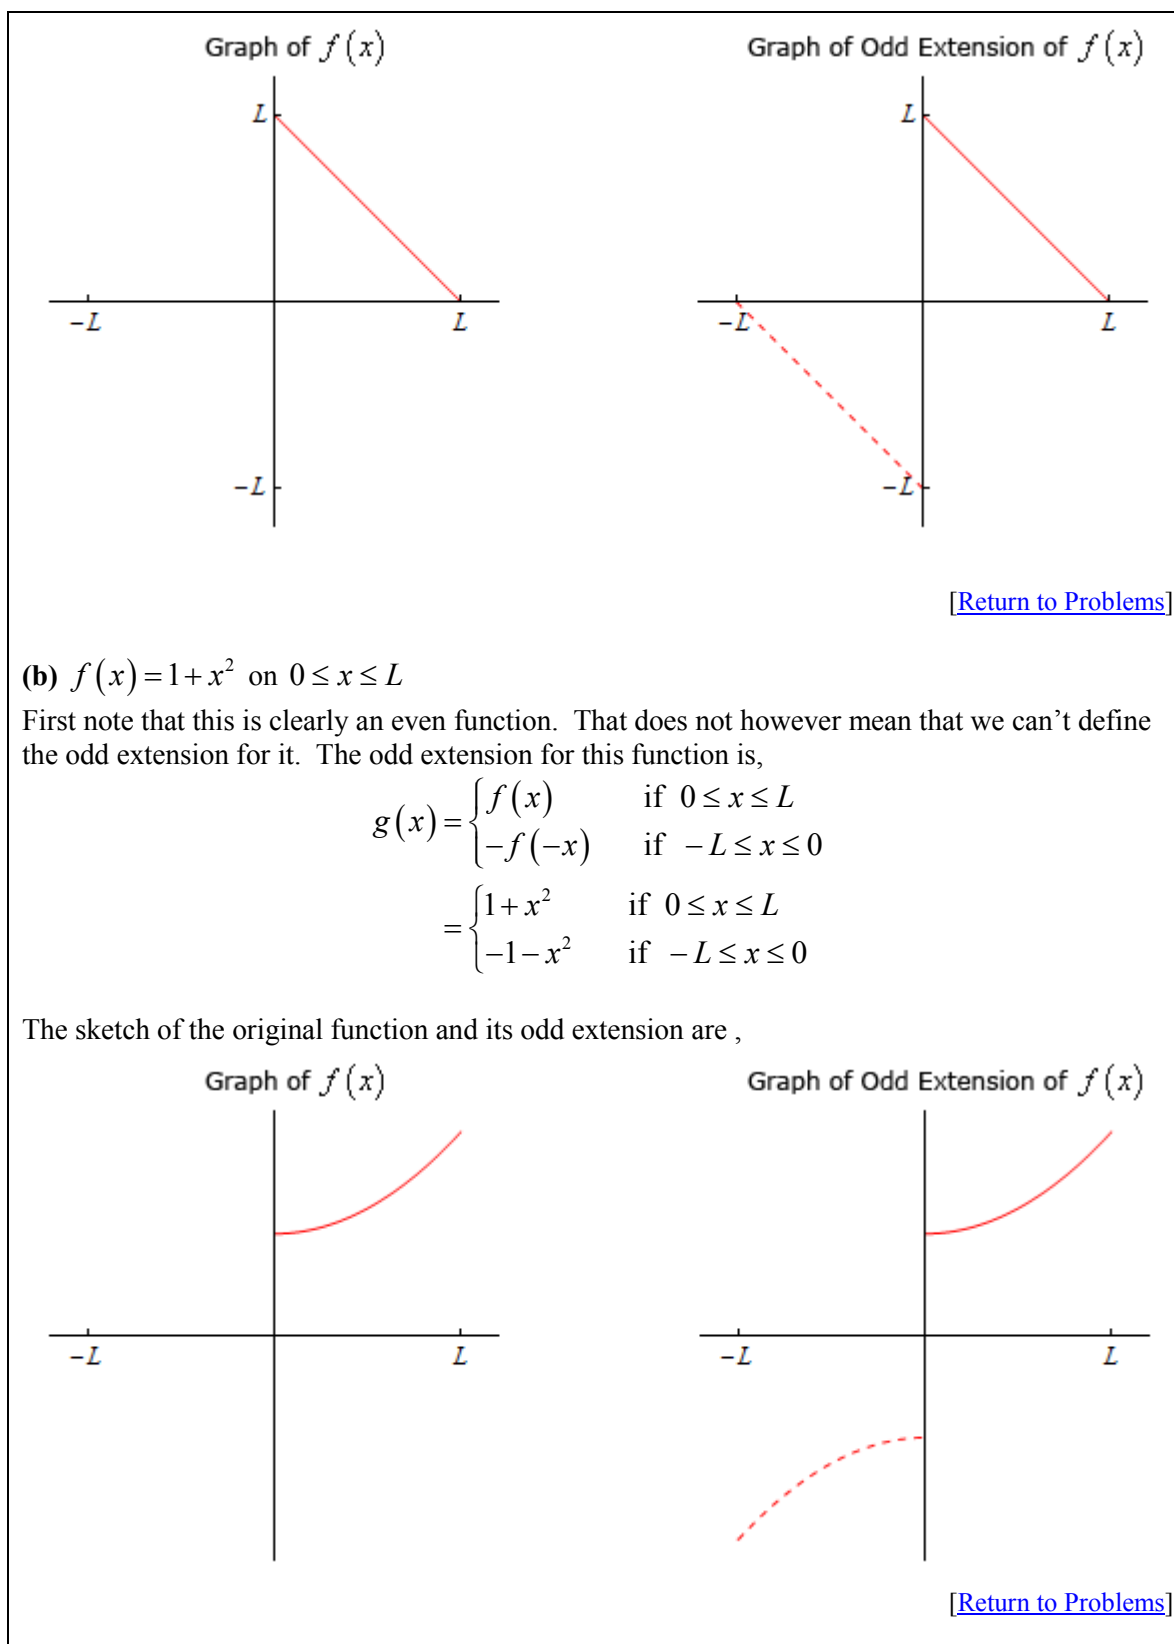 Graph of f(x)    Graph of Odd Extension of f(x)
L    L
-L    L    -L    L
-L    -L
[Return to Problems]
(b) f(x) = 1 + x² on 0 ≤ x ≤ L
First note that this is clearly an even function.  That does not however mean that we can't define
the odd extension for it.  The odd extension for this function is,
g(x) = { f(x)    if 0 ≤ x ≤ L
-f(-x)    if -L ≤ x ≤ 0
= { 1 + x²    if 0 ≤ x ≤ L
-1 - x²    if -L ≤ x ≤ 0
The sketch of the original function and its odd extension are ,
Graph of f(x)    Graph of Odd Extension of f(x)
-L    L    -L    L
[Return to Problems]